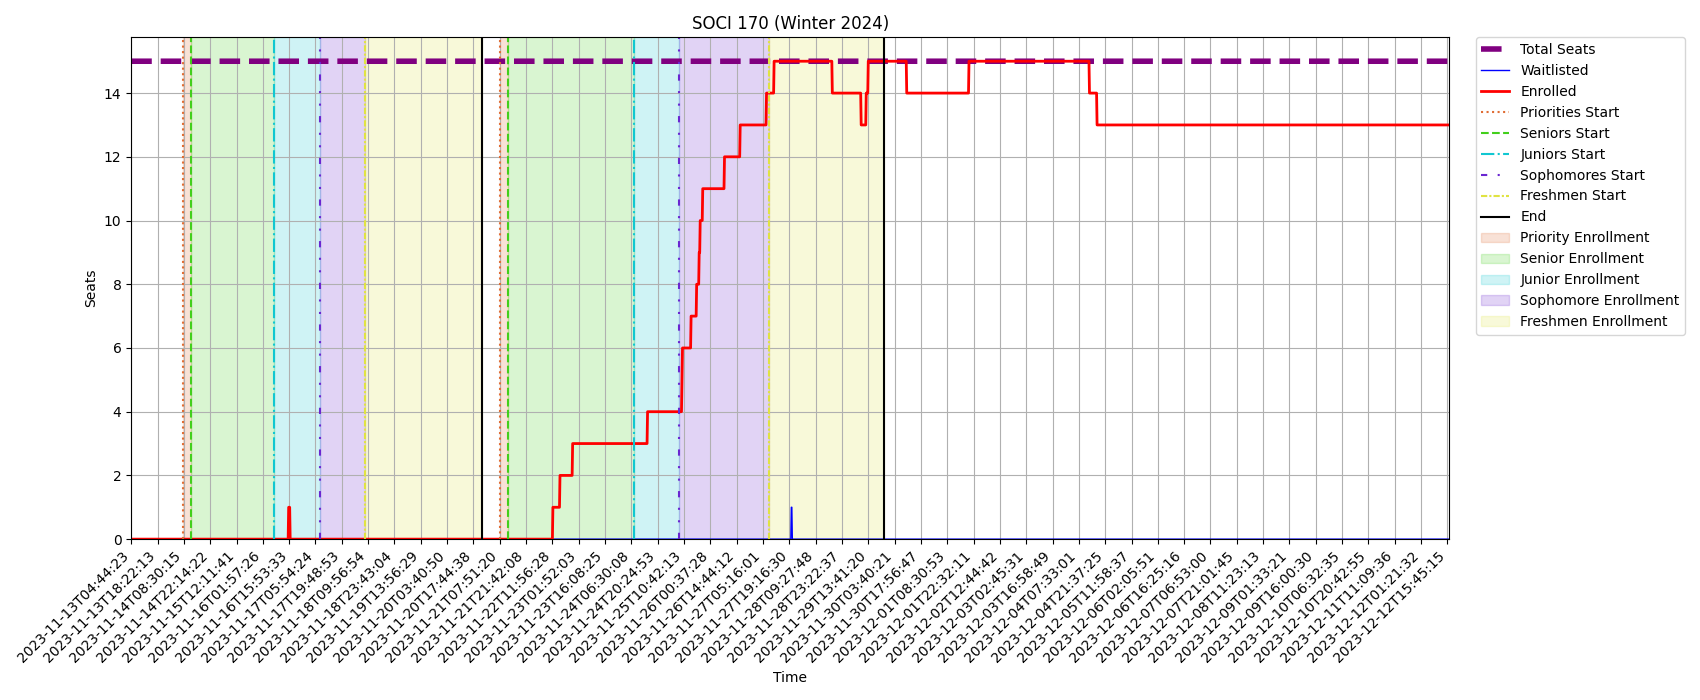 SOCI 170 (Winter 2024)
Total Seats
Waitlisted
Enrolled
Priorities Start
Seniors Start
Juniors Start
Sophomores Start
Freshmen Start
End
Priority Enrollment
Senior Enrollment
Junior Enrollment
Sophomore Enrollment
Freshmen Enrollment
Seats
14
12
10
8
6
4
2
0
2023-11-13T04:44:23
2023-11-13T18:22:13
2023-11-14T08:30:15
2023-11-14T22:14:22
2023-11-15T12:11:41
2023-11-16T01:57:26
2023-11-16T15:53:33
2023-11-17T05:54:24
2023-11-17T19:48:53
2023-11-18T09:56:54
2023-11-18T23:43:04
2023-11-19T13:56:29
2023-11-20T03:40:50
2023-11-20T17:44:38
2023-11-21T07:51:20
2023-11-21T21:42:08
2023-11-22T11:56:28
2023-11-23T01:52:03
2023-11-23T16:08:25
2023-11-24T06:30:08
2023-11-24T20:24:53
2023-11-25T10:42:13
2023-11-26T00:37:28
2023-11-26T14:44:12
2023-11-27T05:16:01
2023-11-27T19:16:30
2023-11-28T09:27:48
2023-11-28T23:22:37
2023-11-29T13:41:20
2023-11-30T03:40:21
2023-11-30T17:56:47
2023-12-01T08:30:53
2023-12-01T22:32:11
2023-12-02T12:44:42
2023-12-03T02:45:31
2023-12-03T16:58:49
2023-12-04T07:33:01
2023-12-04T21:37:25
2023-12-05T11:58:37
2023-12-06T02:05:51
2023-12-06T16:25:16
2023-12-07T06:53:00
2023-12-07T21:01:45
2023-12-08T11:23:13
2023-12-09T01:33:21
2023-12-09T16:00:30
2023-12-10T06:32:35
2023-12-10T20:42:55
2023-12-11T11:09:36
2023-12-12T01:21:32
2023-12-12T15:45:15
Time